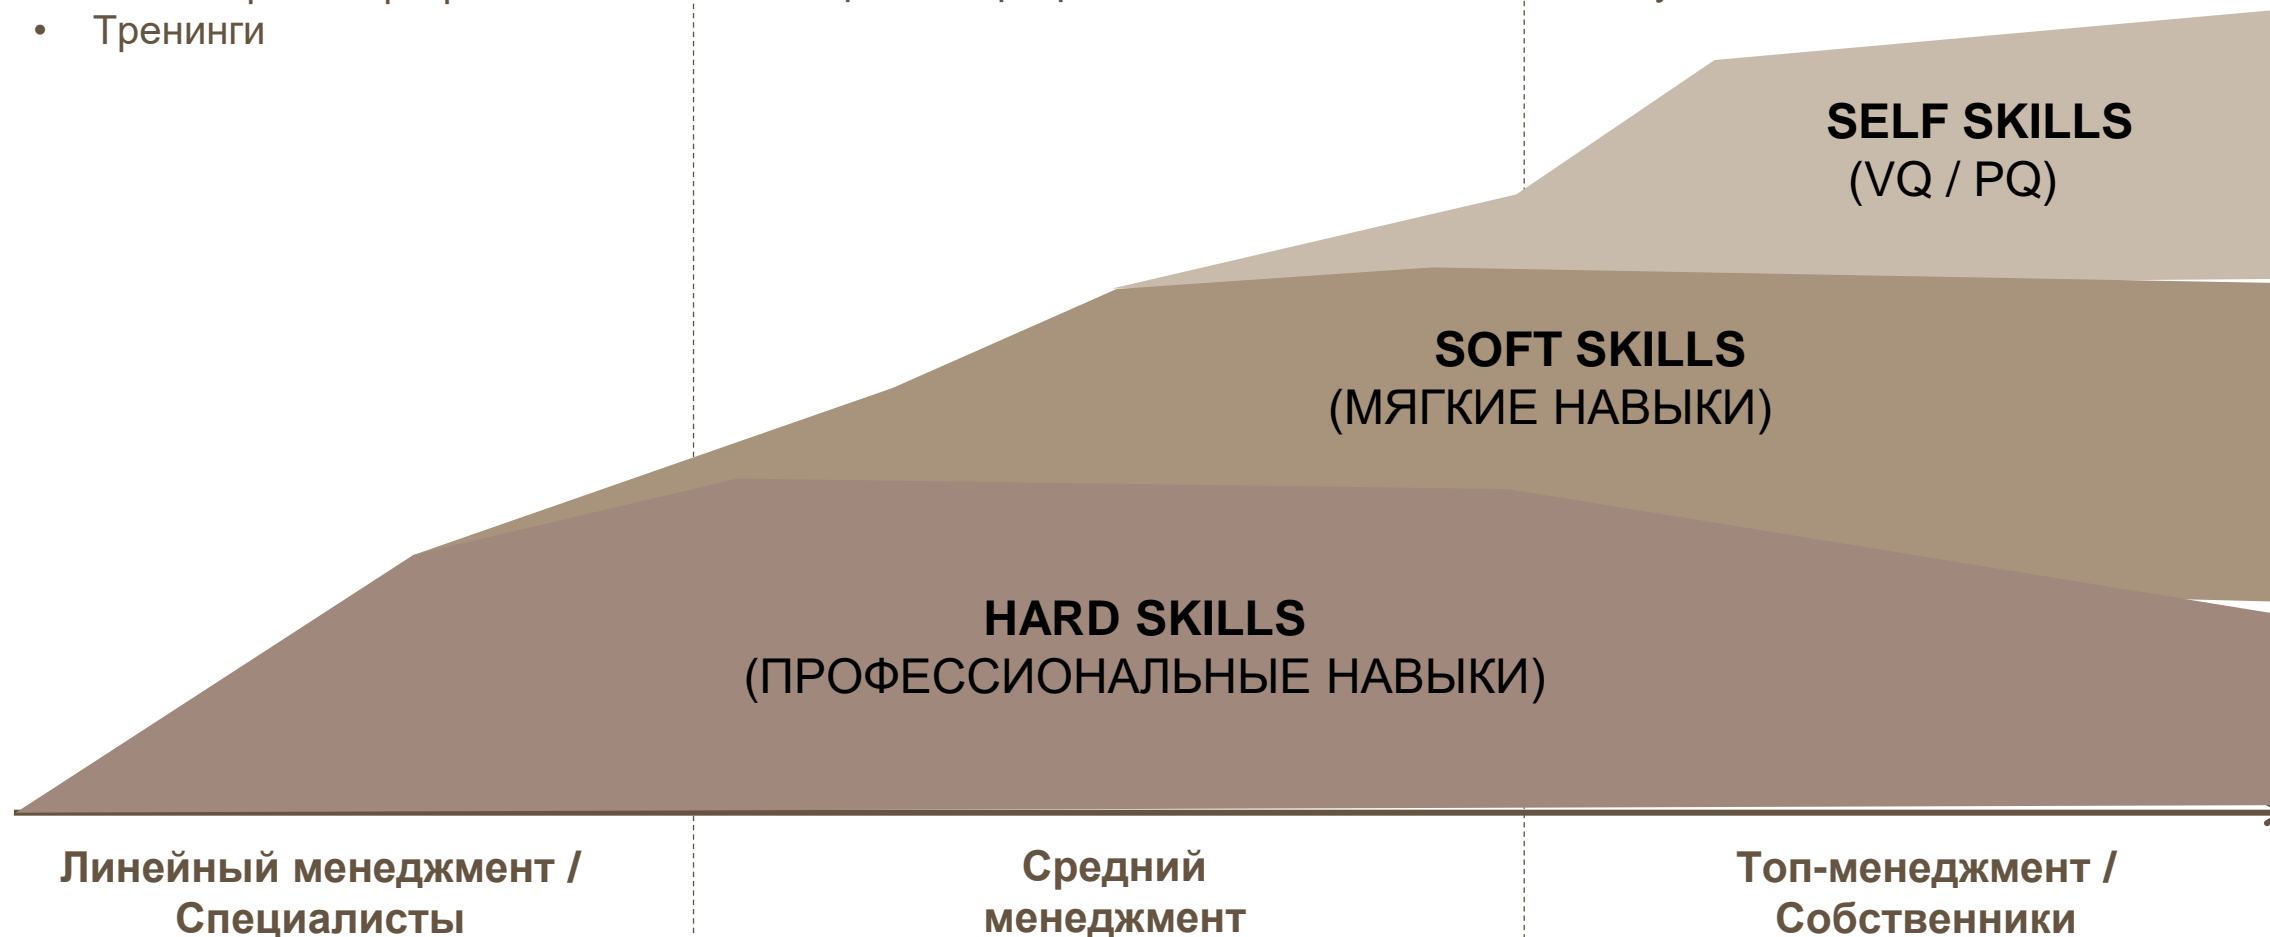 • Тренинги
SELF SKILLS
(VQ / PQ)
SOFT SKILLS
(МЯГКИЕ НАВЫКИ)
HARD SKILLS
(ПРОФЕССИОНАЛЬНЫЕ НАВЫКИ)
Линейный менеджмент /
Специалисты
Средний
менеджмент
Топ-менеджмент /
Собственники